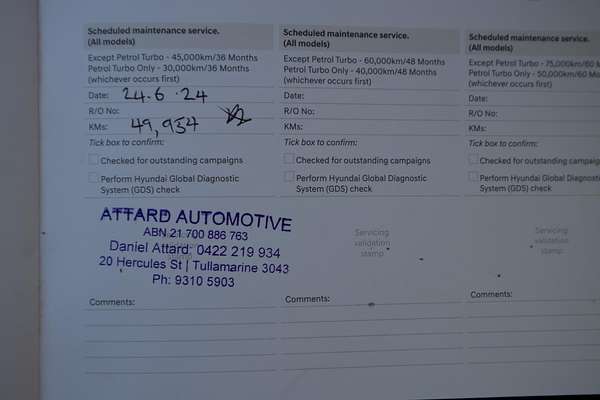 Scheduled maintenance service.
(All models)
Except Petrol Turbo - 45,000km/36 Months
Petrol Turbo Only - 30,000km/36 Months
(whichever occurs first)
Date: 24.6.24
R/O No:
KMs: 49,954
Tick box to confirm:
Checked for outstanding campaigns
Perform Hyundai Global Diagnostic
System (GDS) check
ATTARD AUTOMOTIVE
ABN 21 700 886 763
Daniel Attard: 0422 219 934
20 Hercules St | Tullamarine 3043
Ph: 9310 5903
Comments:
Scheduled maintenance service.
(All models)
Except Petrol Turbo - 60,000km/48 Months
Petrol Turbo Only - 40,000km/48 Months
(whichever occurs first)
Date:
R/O No:
KMs:
Tick box to confirm:
Checked for outstanding campaigns
Perform Hyundai Global Diagnostic
System (GDS) check
Servicing
validation
stamp
Comments:
Scheduled maintenance service.
(All models)
Except Petrol Turbo - 75,000km/60 M
Petrol Turbo Only - 50,000km/60 M
(whichever occurs first)
Date:
R/O No:
KMs:
Tick box to confirm:
Checked for outstanding campaig
Perform Hyundai Global Diagnos
System (GDS) check
Servicing
validation
stamp
Comments: